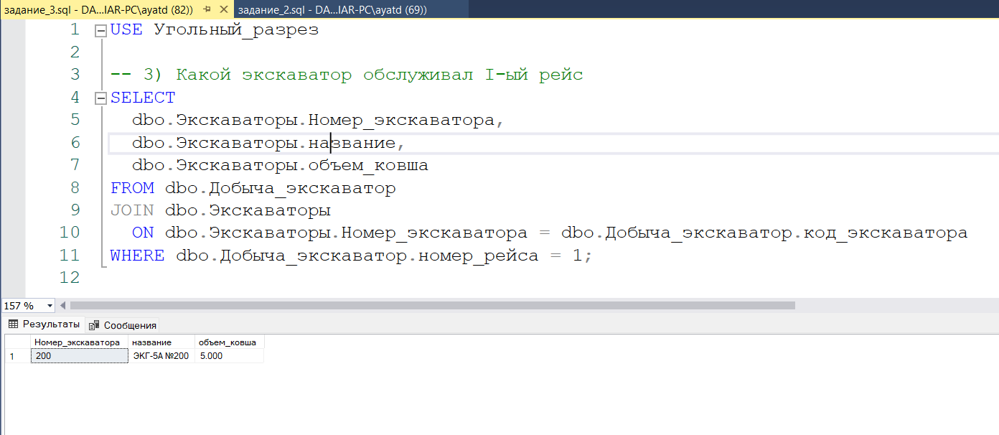 задание_3.sql - DA...IAR-PC\ayatd (82)) задание_2.sql - DA...IAR-PC\ayatd (69))
1 USE Угольный_разрез
2
3 -- 3) Какой экскаватор обслуживал I-ый рейс
4 SELECT
5 dbo.Экскаваторы.Номер_экскаватора,
6 dbo.Экскаваторы.название,
7 dbo.Экскаваторы.объем_ковша
8 FROM dbo.Добыча_экскаватор
9 JOIN dbo.Экскаваторы
10 ON dbo.Экскаваторы.Номер_экскаватора = dbo.Добыча_экскаватор.код_экскаватора
11 WHERE dbo.Добыча_экскаватор.номер_рейса = 1;
12
157 %
Результаты Сообщения
Номер_экскаватора название объем_ковша
1 200 ЭКГ-5А №200 5.000